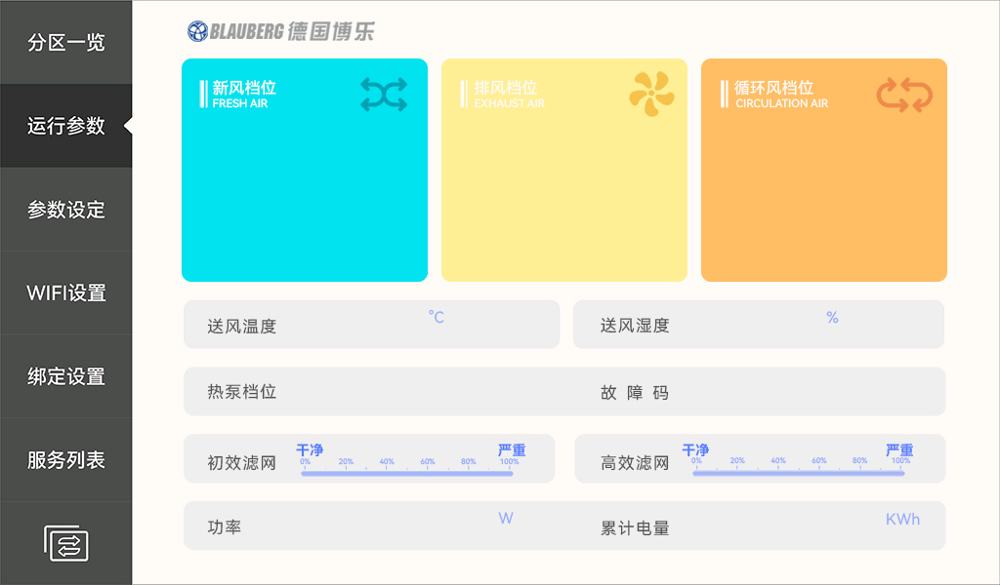 分区一览
运行参数
参数设定
WIFI设置
绑定设置
服务列表
BLAUBERG 德国博乐
新风档位
FRESH AIR
排风档位
EXHAUST AIR
循环风档位
CIRCULATION AIR
送风温度 °C
送风湿度 %
热泵档位
故 障 码
初效滤网
干净 严重
0% 20% 40% 60% 80% 100%
高效滤网
干净 严重
0% 20% 40% 60% 80% 100%
功率 W
累计电量 KWh